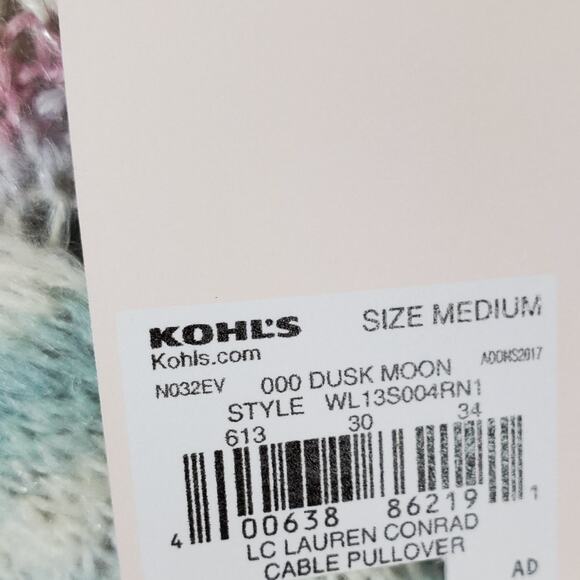 KOHL'S SIZE MEDIUM
Kohls.com
N032EV 000 DUSK MOON ADDHS2017
STYLE WL13S004RN1
613 30 34
4 00638 86219 1
LC LAUREN CONRAD
CABLE PULLOVER
AD